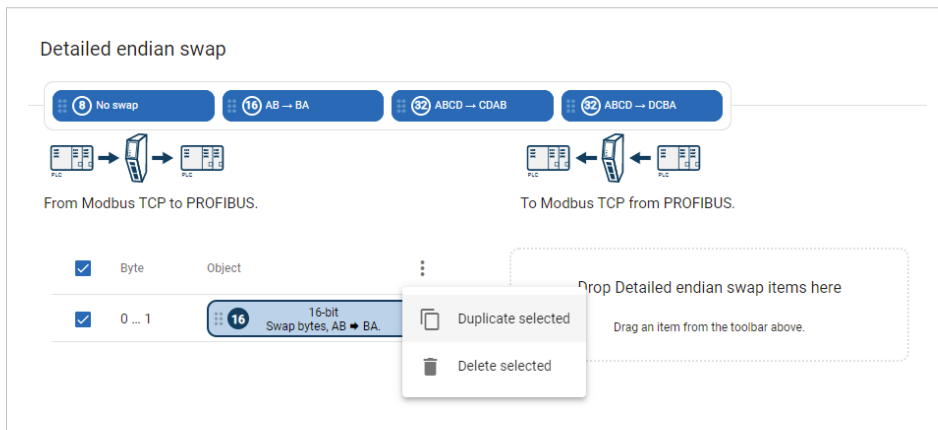 Detailed endian swap
8 No swap
16 AB → BA
32 ABCD → CDAB
32 ABCD → DCBA
PLC PLC
PLC PLC
From Modbus TCP to PROFIBUS.
To Modbus TCP from PROFIBUS.
Byte Object
0 ... 1
16 16-bit
Swap bytes, AB ➡ BA.
Duplicate selected
Delete selected
Drop Detailed endian swap items here
Drag an item from the toolbar above.